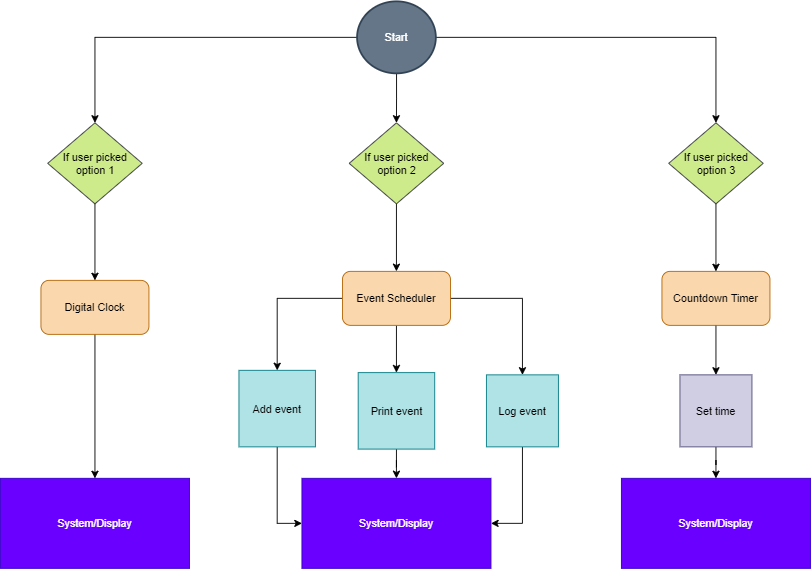 Start
If user picked
option 1
If user picked
option 2
If user picked
option 3
Digital Clock
Event Scheduler
Countdown Timer
Add event
Print event
Log event
Set time
System/Display
System/Display
System/Display